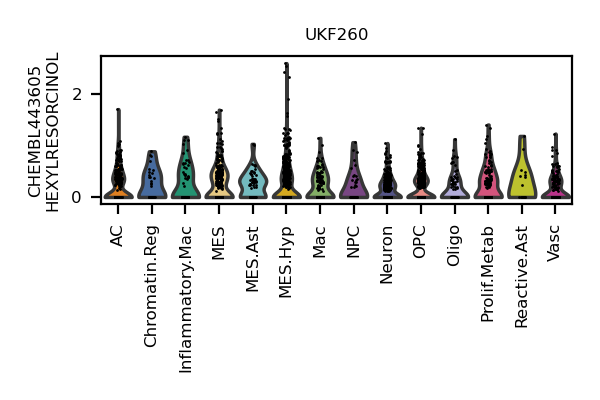 UKF260
CHEMBL443605
HEXYLRESORCINOL
2
0
AC
Chromatin.Reg
Inflammatory.Mac
MES
MES.Ast
MES.Hyp
Mac
NPC
Neuron
OPC
Oligo
Prolif.Metab
Reactive.Ast
Vasc